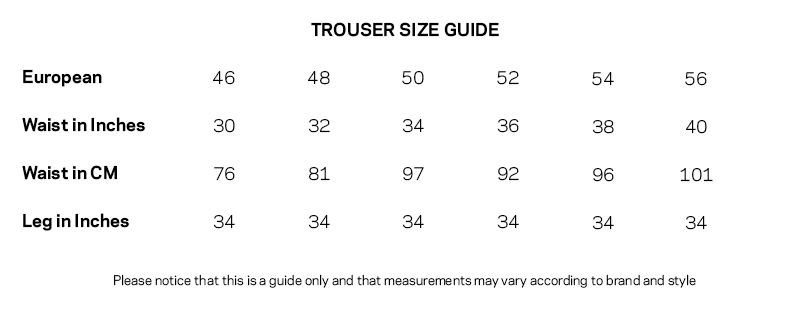 TROUSER SIZE GUIDE
European 46 48 50 52 54 56
Waist in Inches 30 32 34 36 38 40
Waist in CM 76 81 97 92 96 101
Leg in Inches 34 34 34 34 34 34
Please notice that this is a guide only and that measurements may vary according to brand and style